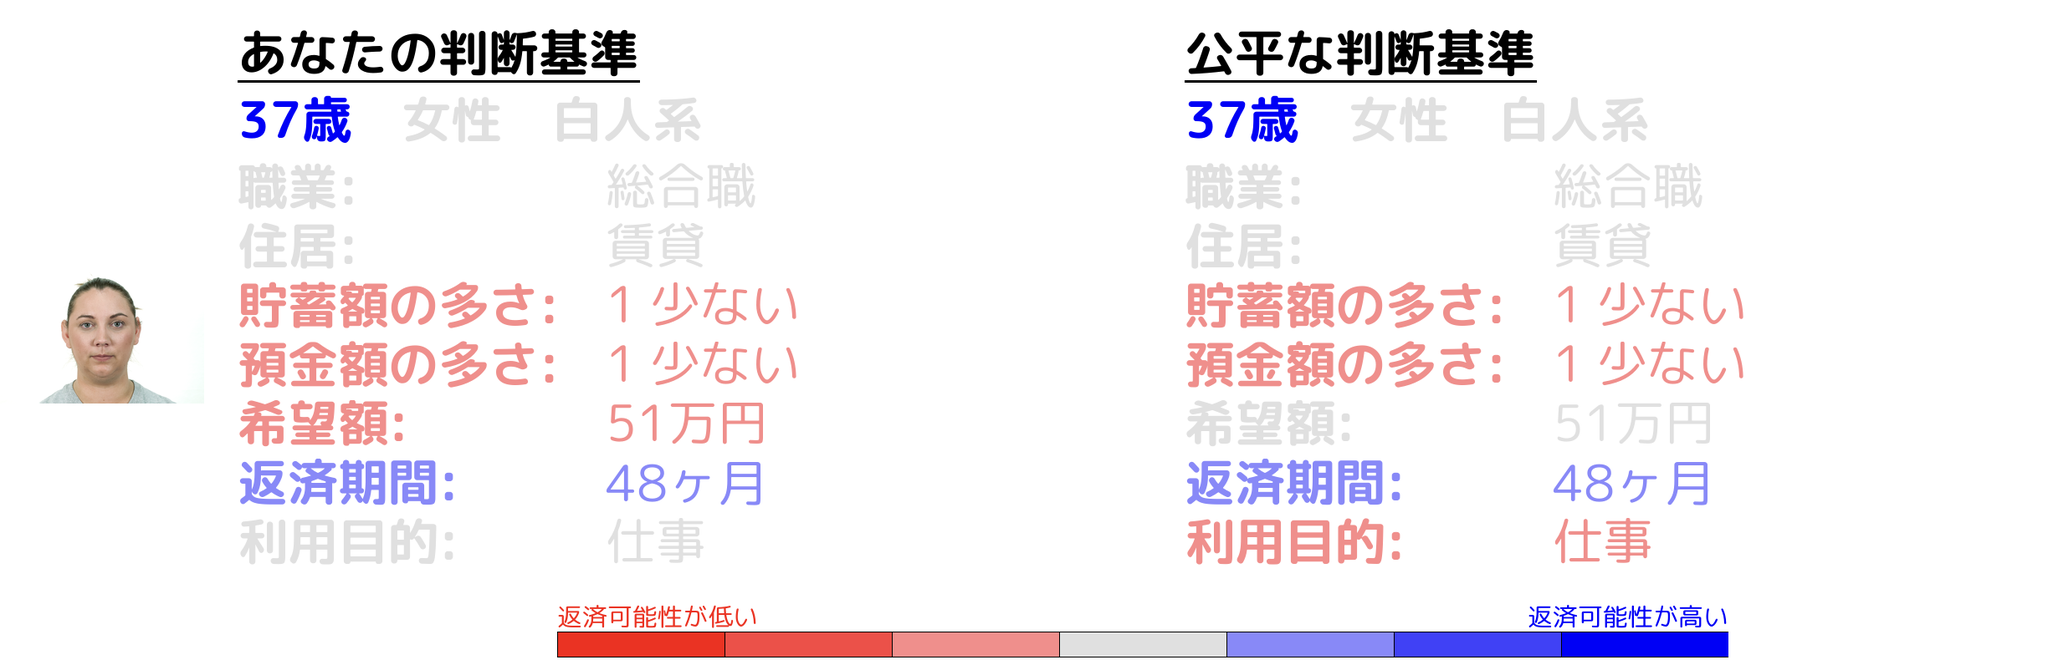 あなたの判断基準
37歳 女性 白人系
職業: 総合職
住居: 賃貸
貯蓄額の多さ: 1 少ない
預金額の多さ: 1 少ない
希望額: 51万円
返済期間: 48ヶ月
利用目的: 仕事
公平な判断基準
37歳 女性 白人系
職業: 総合職
住居: 賃貸
貯蓄額の多さ: 1 少ない
預金額の多さ: 1 少ない
希望額: 51万円
返済期間: 48ヶ月
利用目的: 仕事
返済可能性が低い
返済可能性が高い